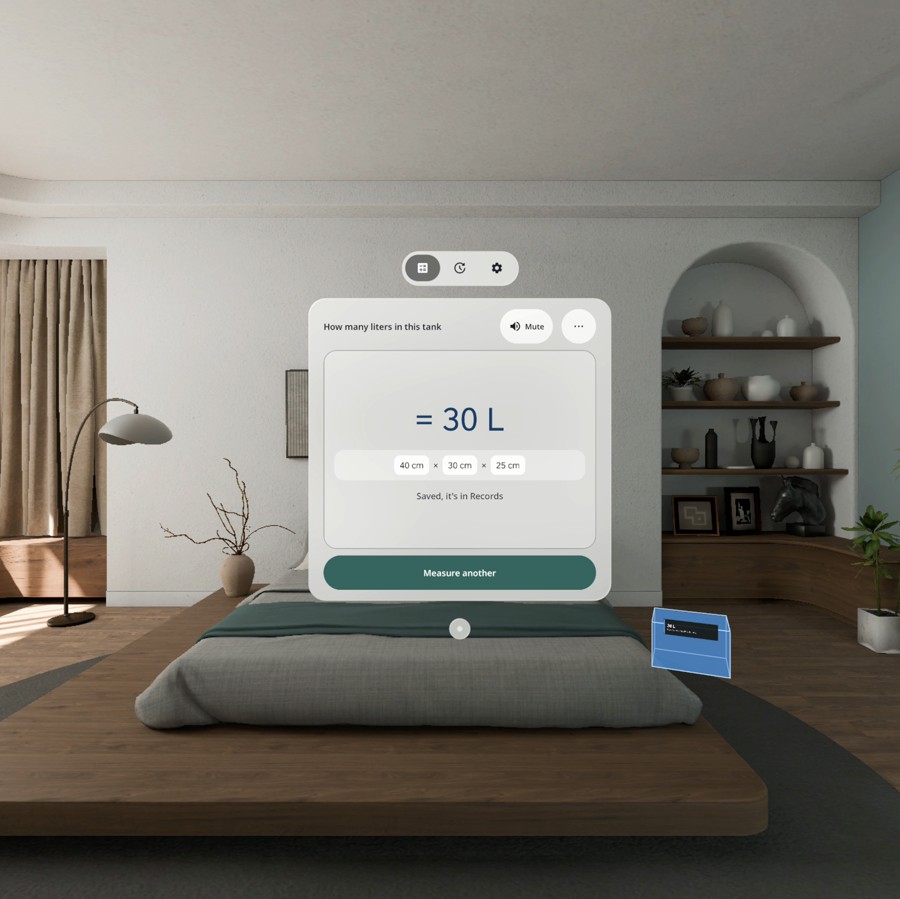 How many liters in this tank
Mute
= 30 L
40 cm × 30 cm × 25 cm
Saved, it's in Records
Measure another
30 L